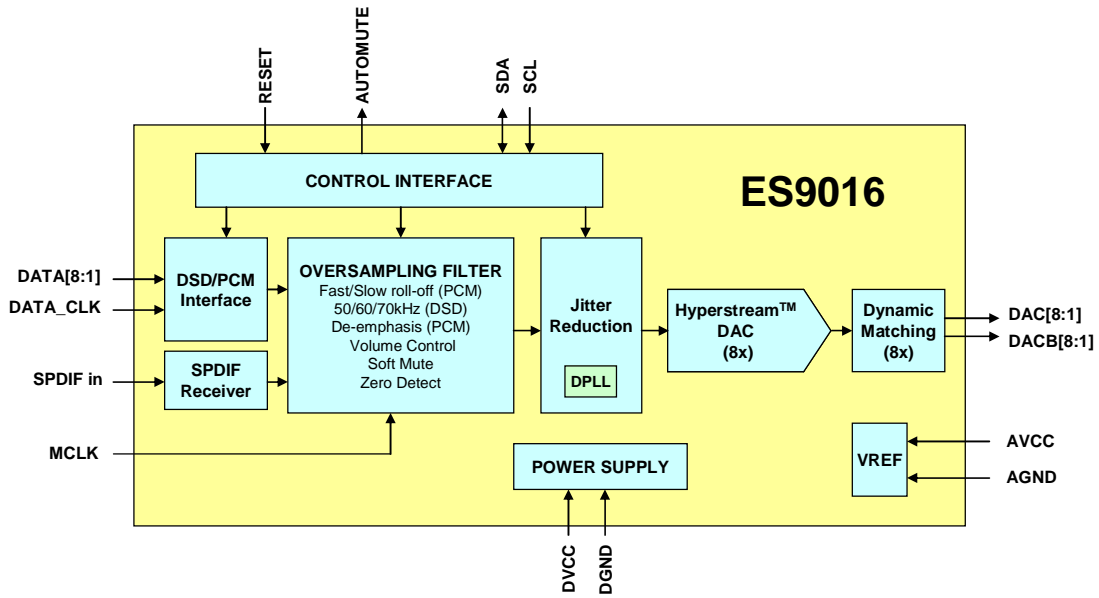 RESET
AUTOMUTE
SDA
SCL
CONTROL INTERFACE
ES9016
DATA[8:1]
DATA_CLK
DSD/PCM
Interface
OVERSAMPLING FILTER
Fast/Slow roll-off (PCM)
50/60/70kHz (DSD)
De-emphasis (PCM)
Volume Control
Soft Mute
Zero Detect
Jitter
Reduction
DPLL
Hyperstream™
DAC
(8x)
Dynamic
Matching
(8x)
DAC[8:1]
DACB[8:1]
SPDIF in
SPDIF
Receiver
MCLK
POWER SUPPLY
VREF
AVCC
AGND
DVCC
DGND